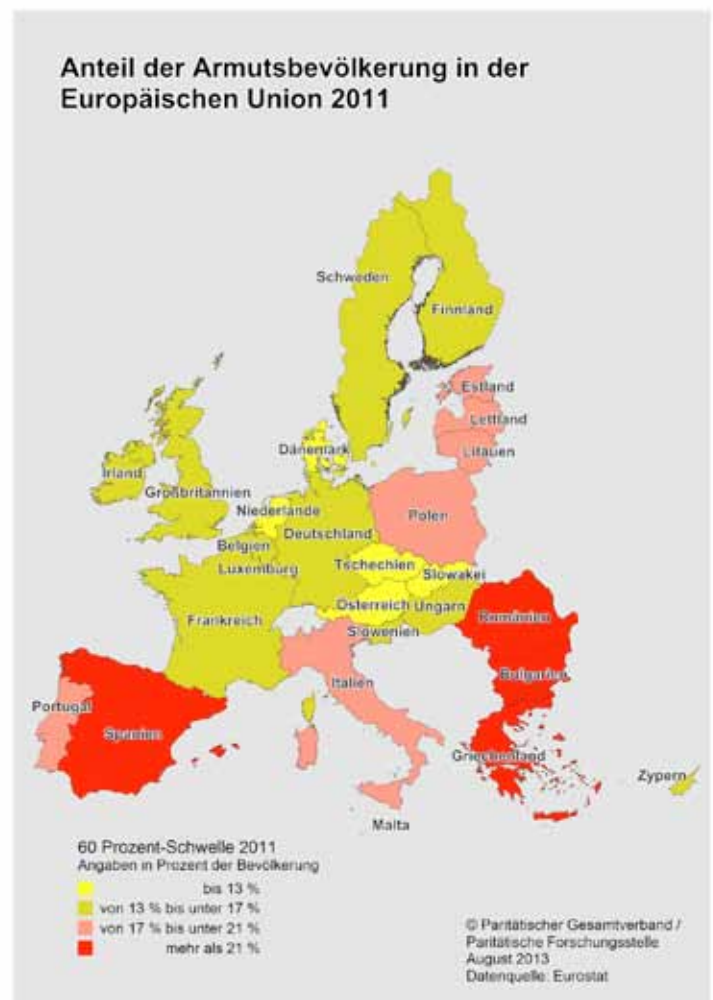 Anteil der Armutsbevölkerung in der
Europäischen Union 2011
Schweden
Finnland
Estland
Lettland
Litauen
Dänemark
Irland
Großbritannien
Niederlande
Polen
Deutschland
Belgien
Luxemburg
Tschechien
Slowakei
Österreich
Ungarn
Frankreich
Slowenien
Rumänien
Bulgarien
Italien
Portugal
Spanien
Griechenland
Zypern
Malta
60 Prozent-Schwelle 2011
Angaben in Prozent der Bevölkerung
bis 13 %
von 13 % bis unter 17 %
von 17 % bis unter 21 %
mehr als 21 %
© Paritätischer Gesamtverband /
Paritätische Forschungsstelle
August 2013
Datenquelle: Eurostat